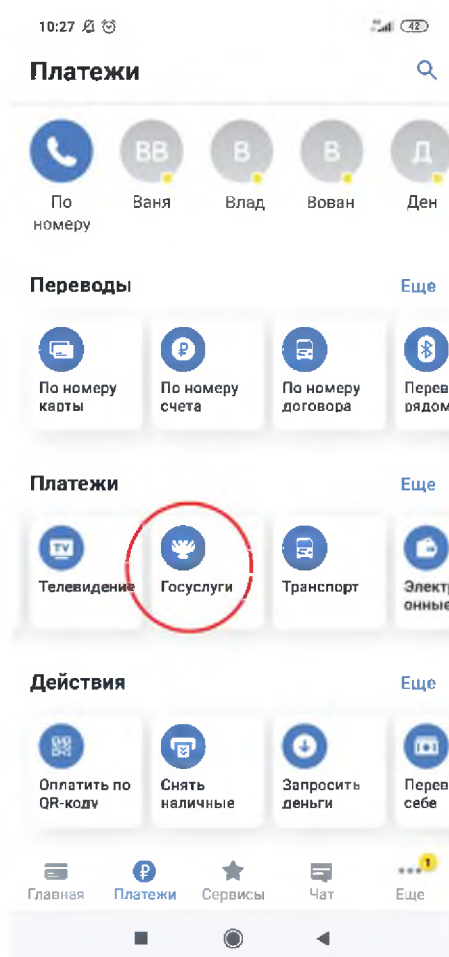 10:27
42
Платежи
ВВ
В
В
Д
По номеру
Ваня
Влад
Вован
Ден
Переводы
Еще
По номеру карты
По номеру счета
По номеру договора
Перев
рядом
Платежи
Еще
TV
Телевидение
Госуслуги
Транспорт
Элект
онные
Действия
Еще
Оплатить по QR-коду
Снять наличные
Запросить деньги
Перев
себе
1
Главная
Платежи
Сервисы
Чат
Еще